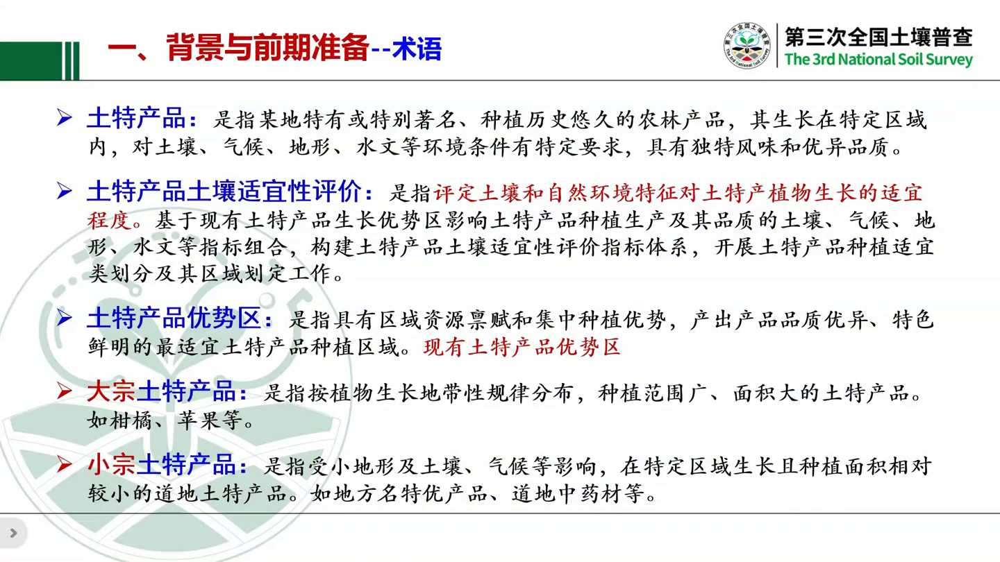 一、背景与前期准备--术语
第三次全国土壤普查
The 3rd National Soil Survey
第三次全国土壤普查
The Third National Soil Survey
➢ 土特产品：是指某地特有或特别著名、种植历史悠久的农林产品，其生长在特定区域
内，对土壤、气候、地形、水文等环境条件有特定要求，具有独特风味和优异品质。
➢ 土特产品土壤适宜性评价：是指评定土壤和自然环境特征对土特产植物生长的适宜
程度。基于现有土特产品生长优势区影响土特产品种植生产及其品质的土壤、气候、地
形、水文等指标组合，构建土特产品土壤适宜性评价指标体系，开展土特产品种植适宜
类划分及其区域划定工作。
➢ 土特产品优势区：是指具有区域资源禀赋和集中种植优势，产出产品品质优异、特色
鲜明的最适宜土特产品种植区域。现有土特产品优势区
➢ 大宗土特产品：是指按植物生长地带性规律分布，种植范围广、面积大的土特产品。
如柑橘、苹果等。
➢ 小宗土特产品：是指受小地形及土壤、气候等影响，在特定区域生长且种植面积相对
较小的道地土特产品。如地方名特优产品、道地中药材等。